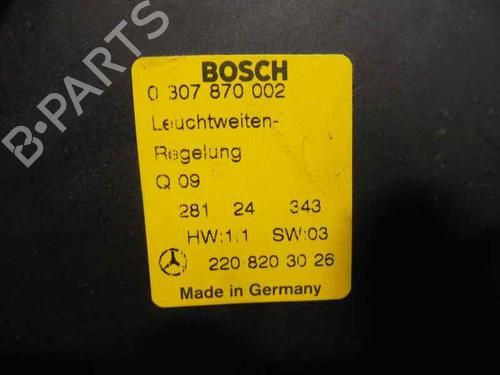 BOSCH
0 307 870 002
Leuchtweiten-
Regelung
Q 09
281 24 343
HW:1.1 SW:03
220 820 30 26
Made in Germany